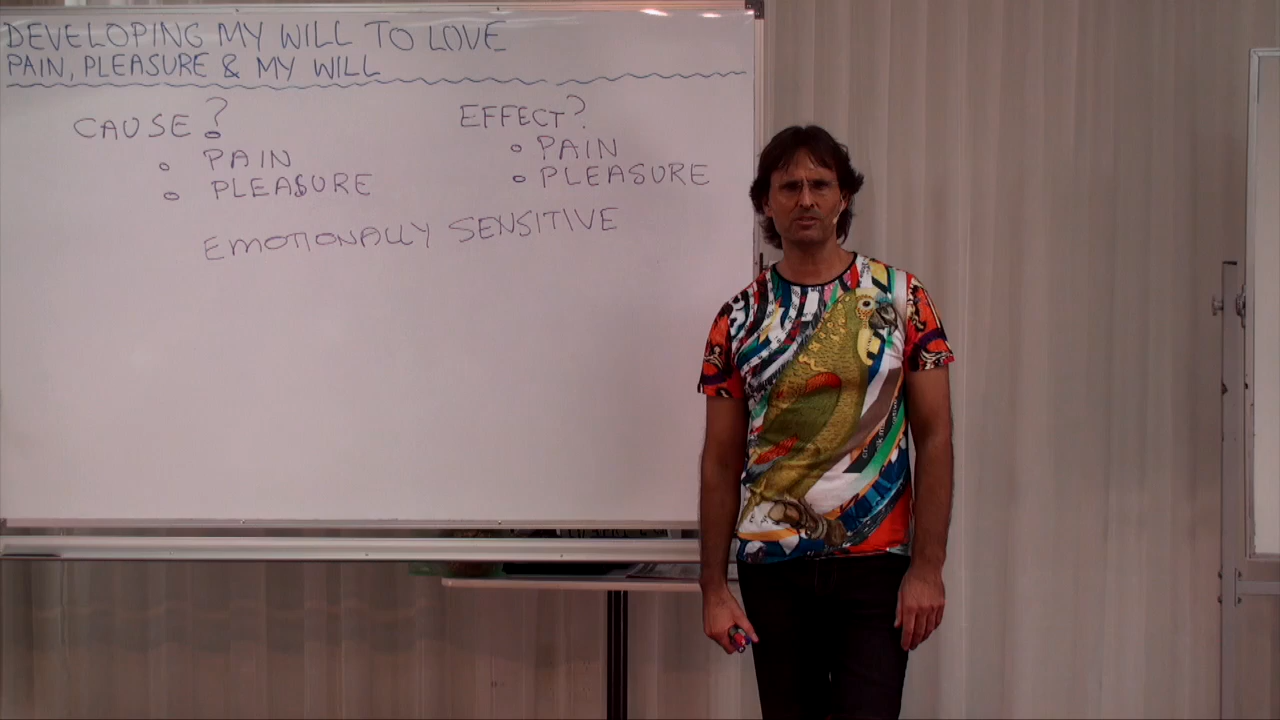 DEVELOPING MY WILL TO LOVE
PAIN, PLEASURE & MY WILL
CAUSE?
EFFECT?
• PAIN
• PLEASURE
• PAIN
• PLEASURE
EMOTIONALLY SENSITIVE